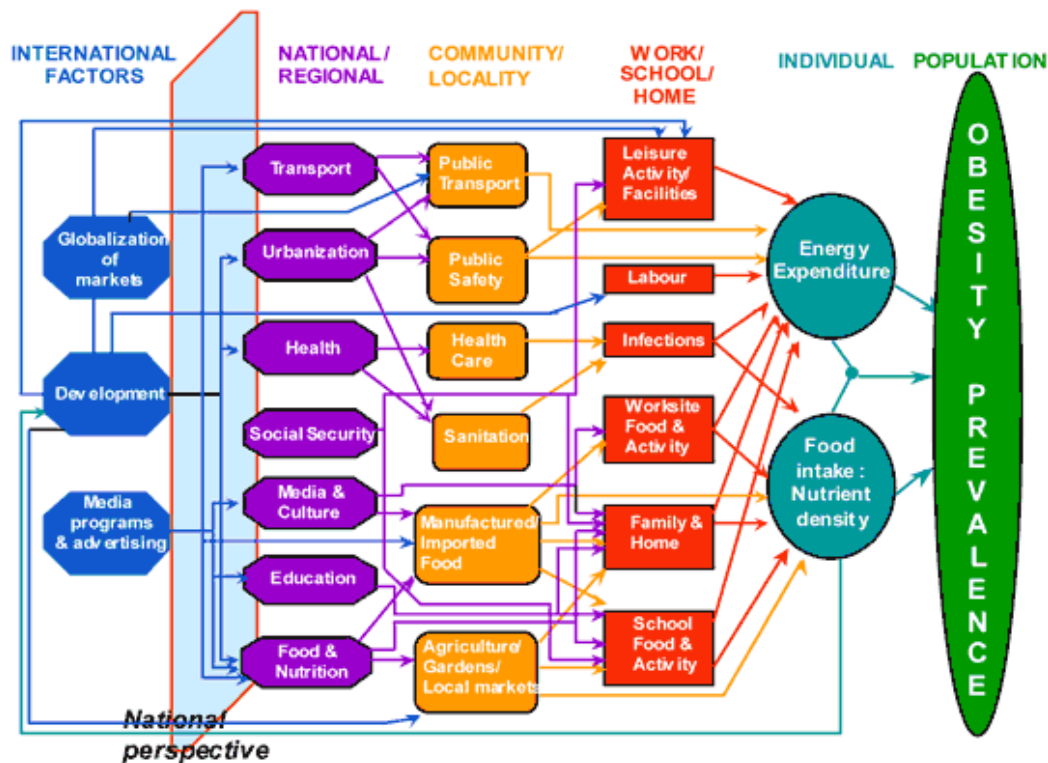 INTERNATIONAL
FACTORS
NATIONAL/
REGIONAL
COMMUNITY/
LOCALITY
WORK/
SCHOOL/
HOME
INDIVIDUAL
POPULATION
Globalization
of
markets
Development
Media
programs
& advertising
National
perspective
Transport
Urbanization
Health
Social Security
Media &
Culture
Education
Food &
Nutrition
Public
Transport
Public
Safety
Health
Care
Sanitation
Manufactured/
Imported
Food
Agriculture/
Gardens/
Local markets
Leisure
Activity/
Facilities
Labour
Infections
Worksite
Food &
Activity
Family &
Home
School
Food &
Activity
Energy
Expenditure
Food
intake :
Nutrient
density
OBESITY PREVALENCE